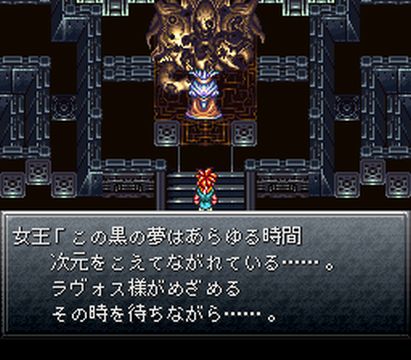 女王「この黒の夢はあらゆる時間
次元をこえてながれている……。
ラヴォス様がめざめる
その時を待ちながら……。